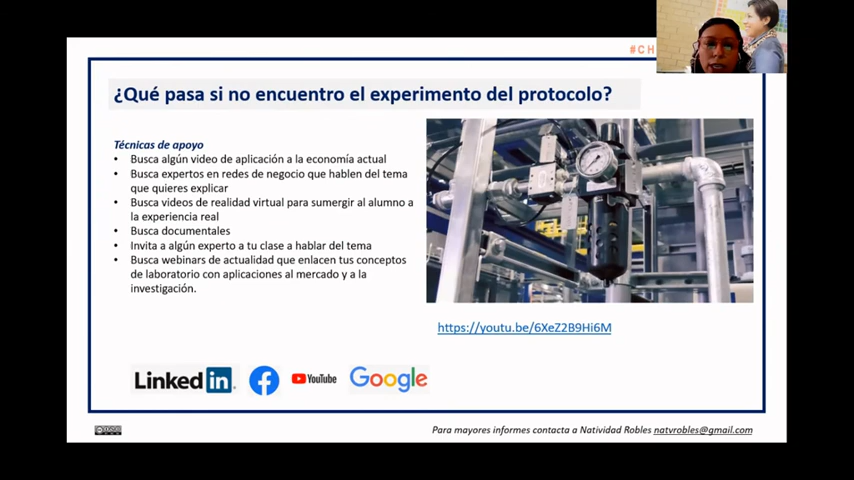 #CH
¿Qué pasa si no encuentro el experimento del protocolo?
Técnicas de apoyo
• Busca algún video de aplicación a la economía actual
• Busca expertos en redes de negocio que hablen del tema
que quieres explicar
• Busca videos de realidad virtual para sumergir al alumno a
la experiencia real
• Busca documentales
• Invita a algún experto a tu clase a hablar del tema
• Busca webinars de actualidad que enlacen tus conceptos
de laboratorio con aplicaciones al mercado y a la
investigación.
https://youtu.be/6XeZ2B9Hi6M
Linked in
YouTube
Google
Para mayores informes contacta a Natividad Robles natvrobles@gmail.com